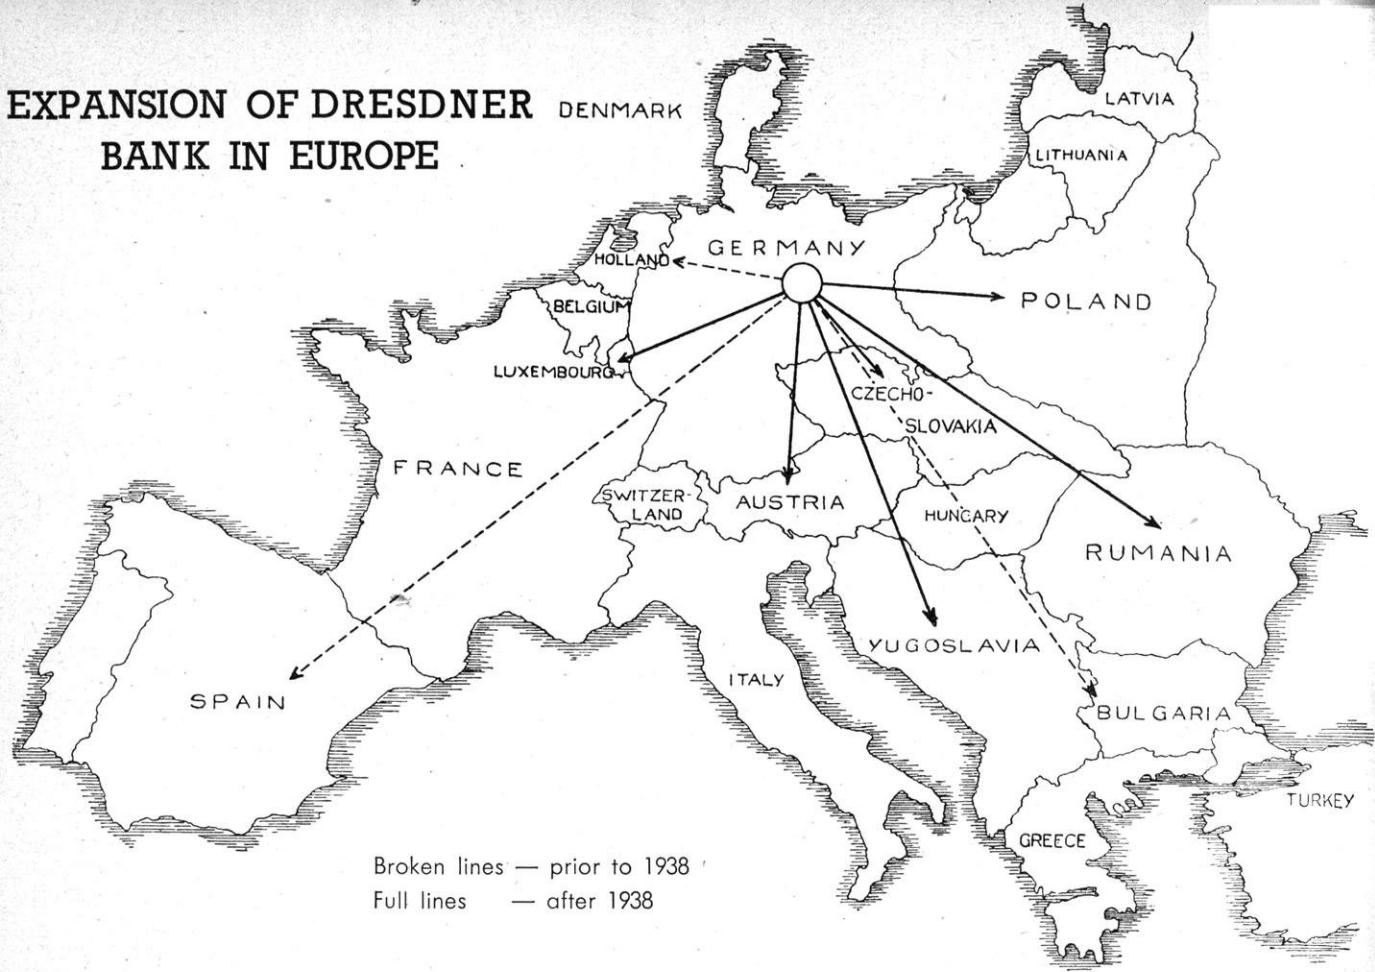 EXPANSION OF DRESDNER
BANK IN EUROPE
DENMARK
LATVIA
LITHUANIA
GERMANY
HOLLAND
BELGIUM
POLAND
LUXEMBOURG
CZECHO-
SLOVAKIA
FRANCE
SWITZER-
LAND
AUSTRIA
HUNGARY
RUMANIA
YUGOSLAVIA
SPAIN
ITALY
BULGARIA
TURKEY
GREECE
Broken lines — prior to 1938
Full lines — after 1938